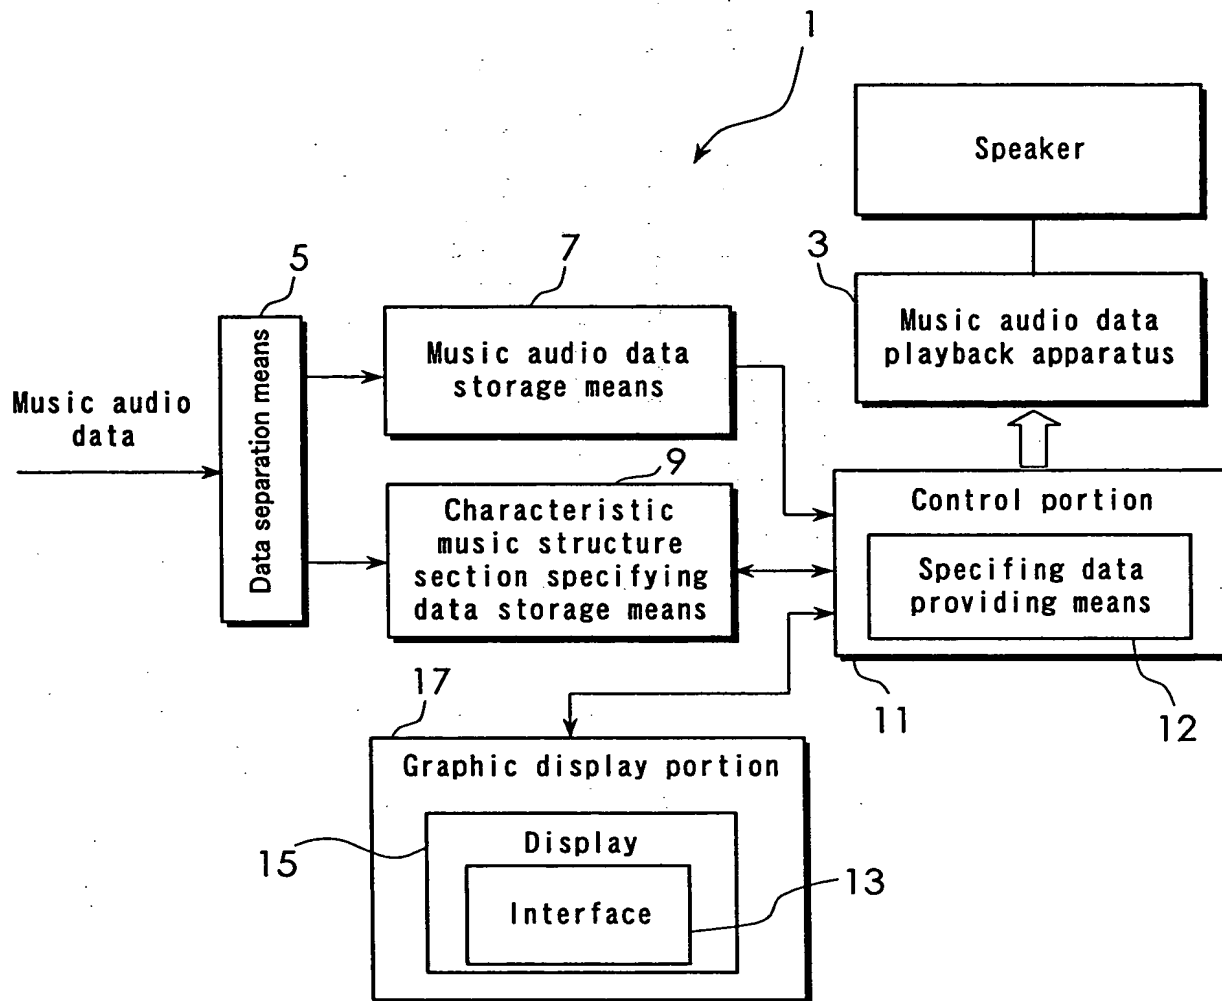 1
Speaker
3
Music audio data
playback apparatus
5
Data separation means
7
Music audio data
storage means
Music audio
data
9
Characteristic
music structure
section specifying
data storage means
Control portion
Specifing data
providing means
11
12
17
Graphic display portion
15
Display
13
Interface